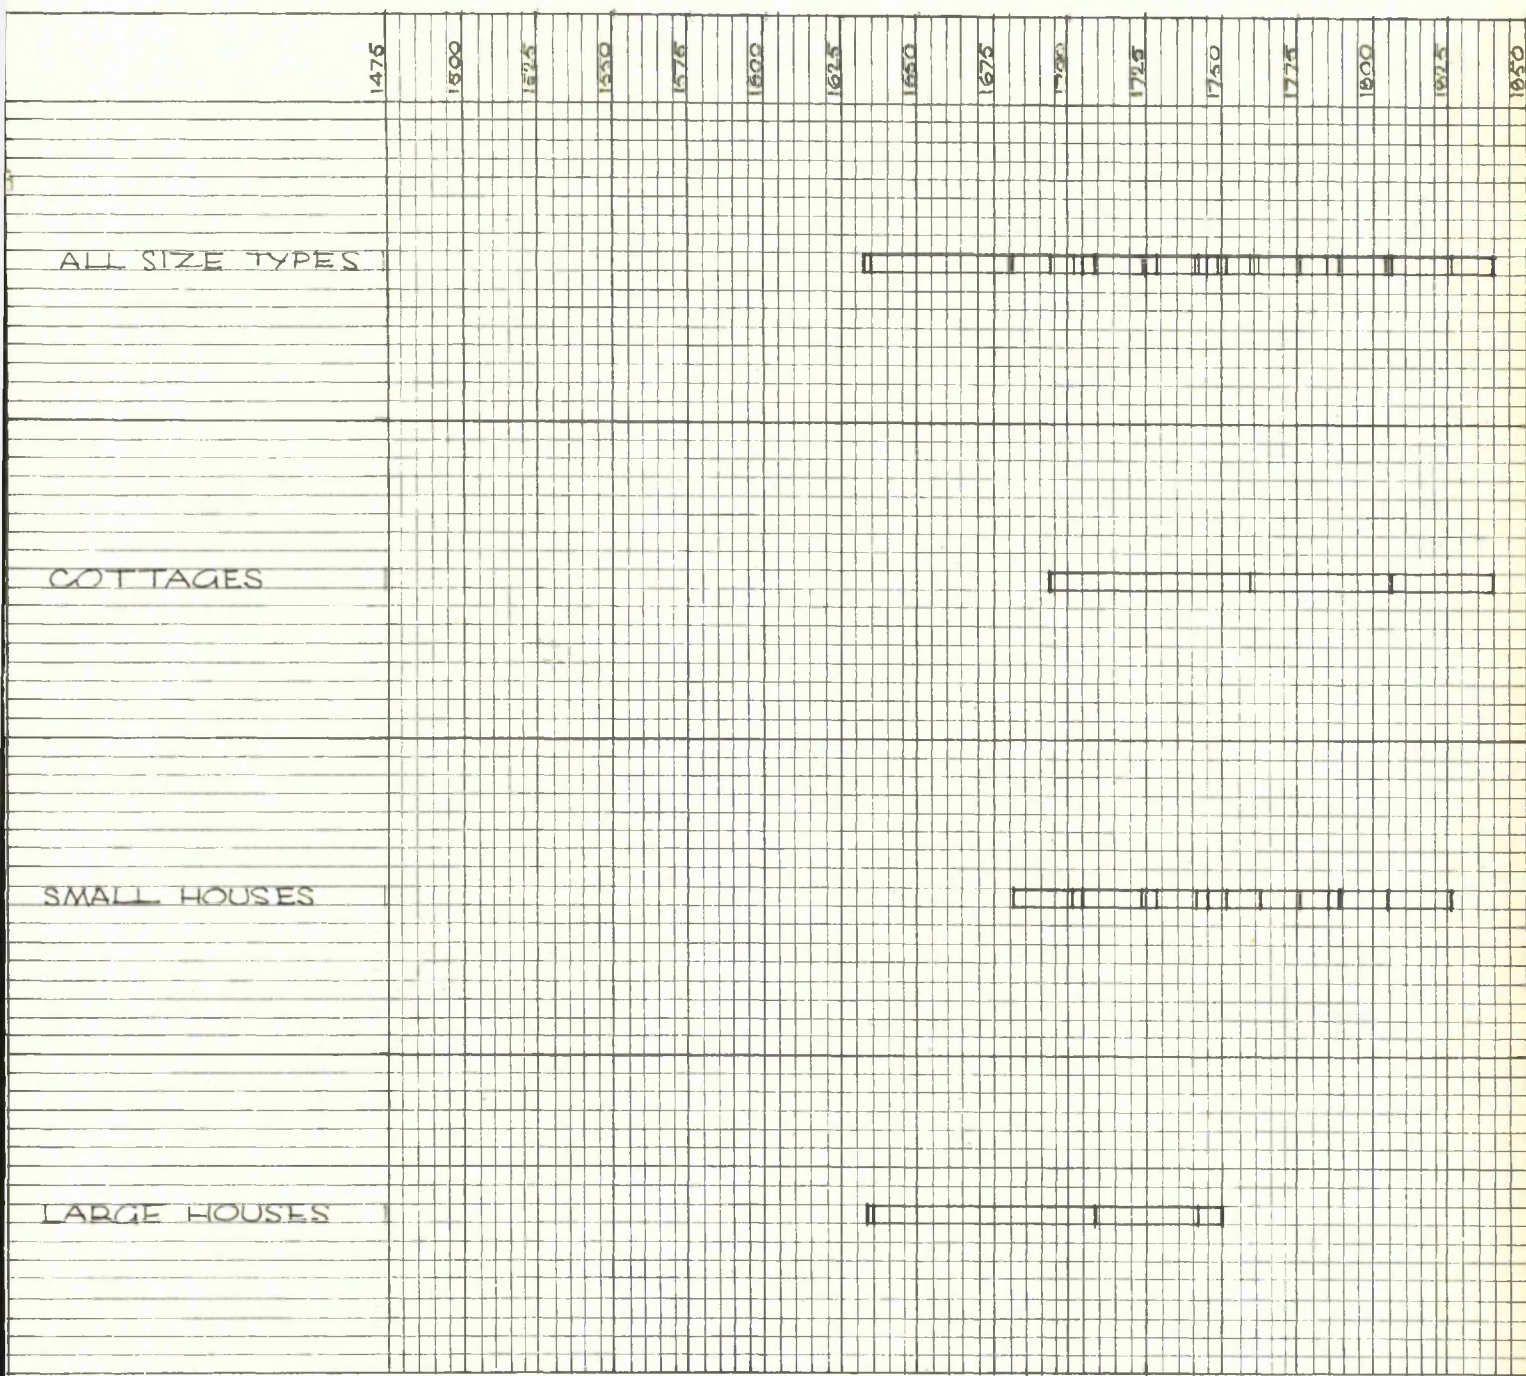 1475 1500 1525 1550 1575 1600 1625 1650 1675 1700 1725 1750 1775 1800 1825 1850
ALL SIZE TYPES
COTTAGES
SMALL HOUSES
LARGE HOUSES